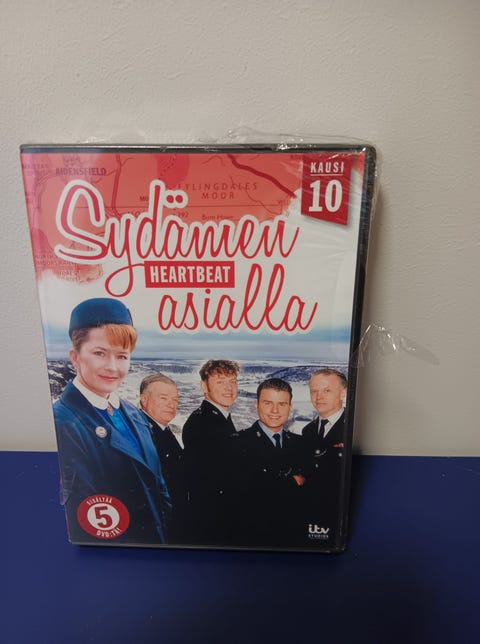 KAUSI
10
AIDENSFIELD
FYLINGDALES
MOOR
Sydämen
HEARTBEAT
asialla
SISÄLTÄÄ
5
DVD:TÄ!
itv
STUDIOS